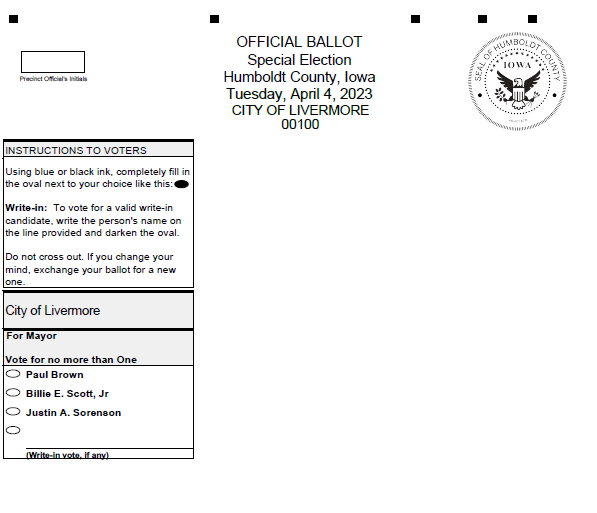 OFFICIAL BALLOT
Special Election
Humboldt County, Iowa
Tuesday, April 4, 2023
CITY OF LIVERMORE
00100
SEAL OF HUMBOLDT COUNTY
IOWA
Precinct Official's Initials
INSTRUCTIONS TO VOTERS
Using blue or black ink, completely fill in
the oval next to your choice like this:
Write-in: To vote for a valid write-in
candidate, write the person's name on
the line provided and darken the oval.
Do not cross out. If you change your
mind, exchange your ballot for a new
one.
City of Livermore
For Mayor
Vote for no more than One
Paul Brown
Billie E. Scott, Jr
Justin A. Sorenson
(Write-in vote, if any)